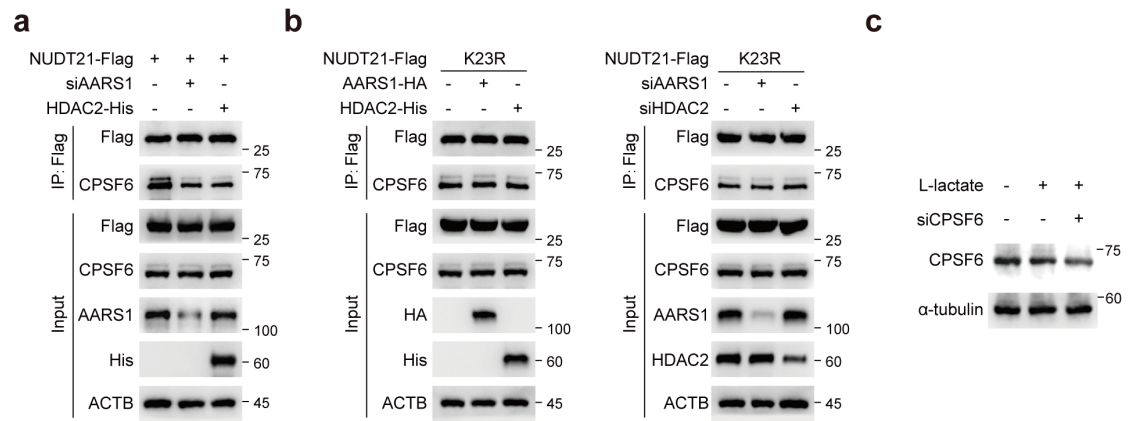 a
NUDT21-Flag + + +
siAARS1 - + -
HDAC2-His - - +
IP: Flag
Flag
25
CPSF6
75
Input
Flag
25
CPSF6
75
AARS1
100
His
60
ACTB
45
b
NUDT21-Flag K23R
AARS1-HA - + -
HDAC2-His - - +
IP: Flag
Flag
25
CPSF6
75
Input
Flag
25
CPSF6
75
HA
100
His
60
ACTB
45
NUDT21-Flag K23R
siAARS1 - + -
siHDAC2 - - +
IP: Flag
Flag
25
CPSF6
75
Input
Flag
25
CPSF6
75
AARS1
100
HDAC2
60
ACTB
45
c
L-lactate - + +
siCPSF6 - - +
CPSF6
75
α-tubulin
60